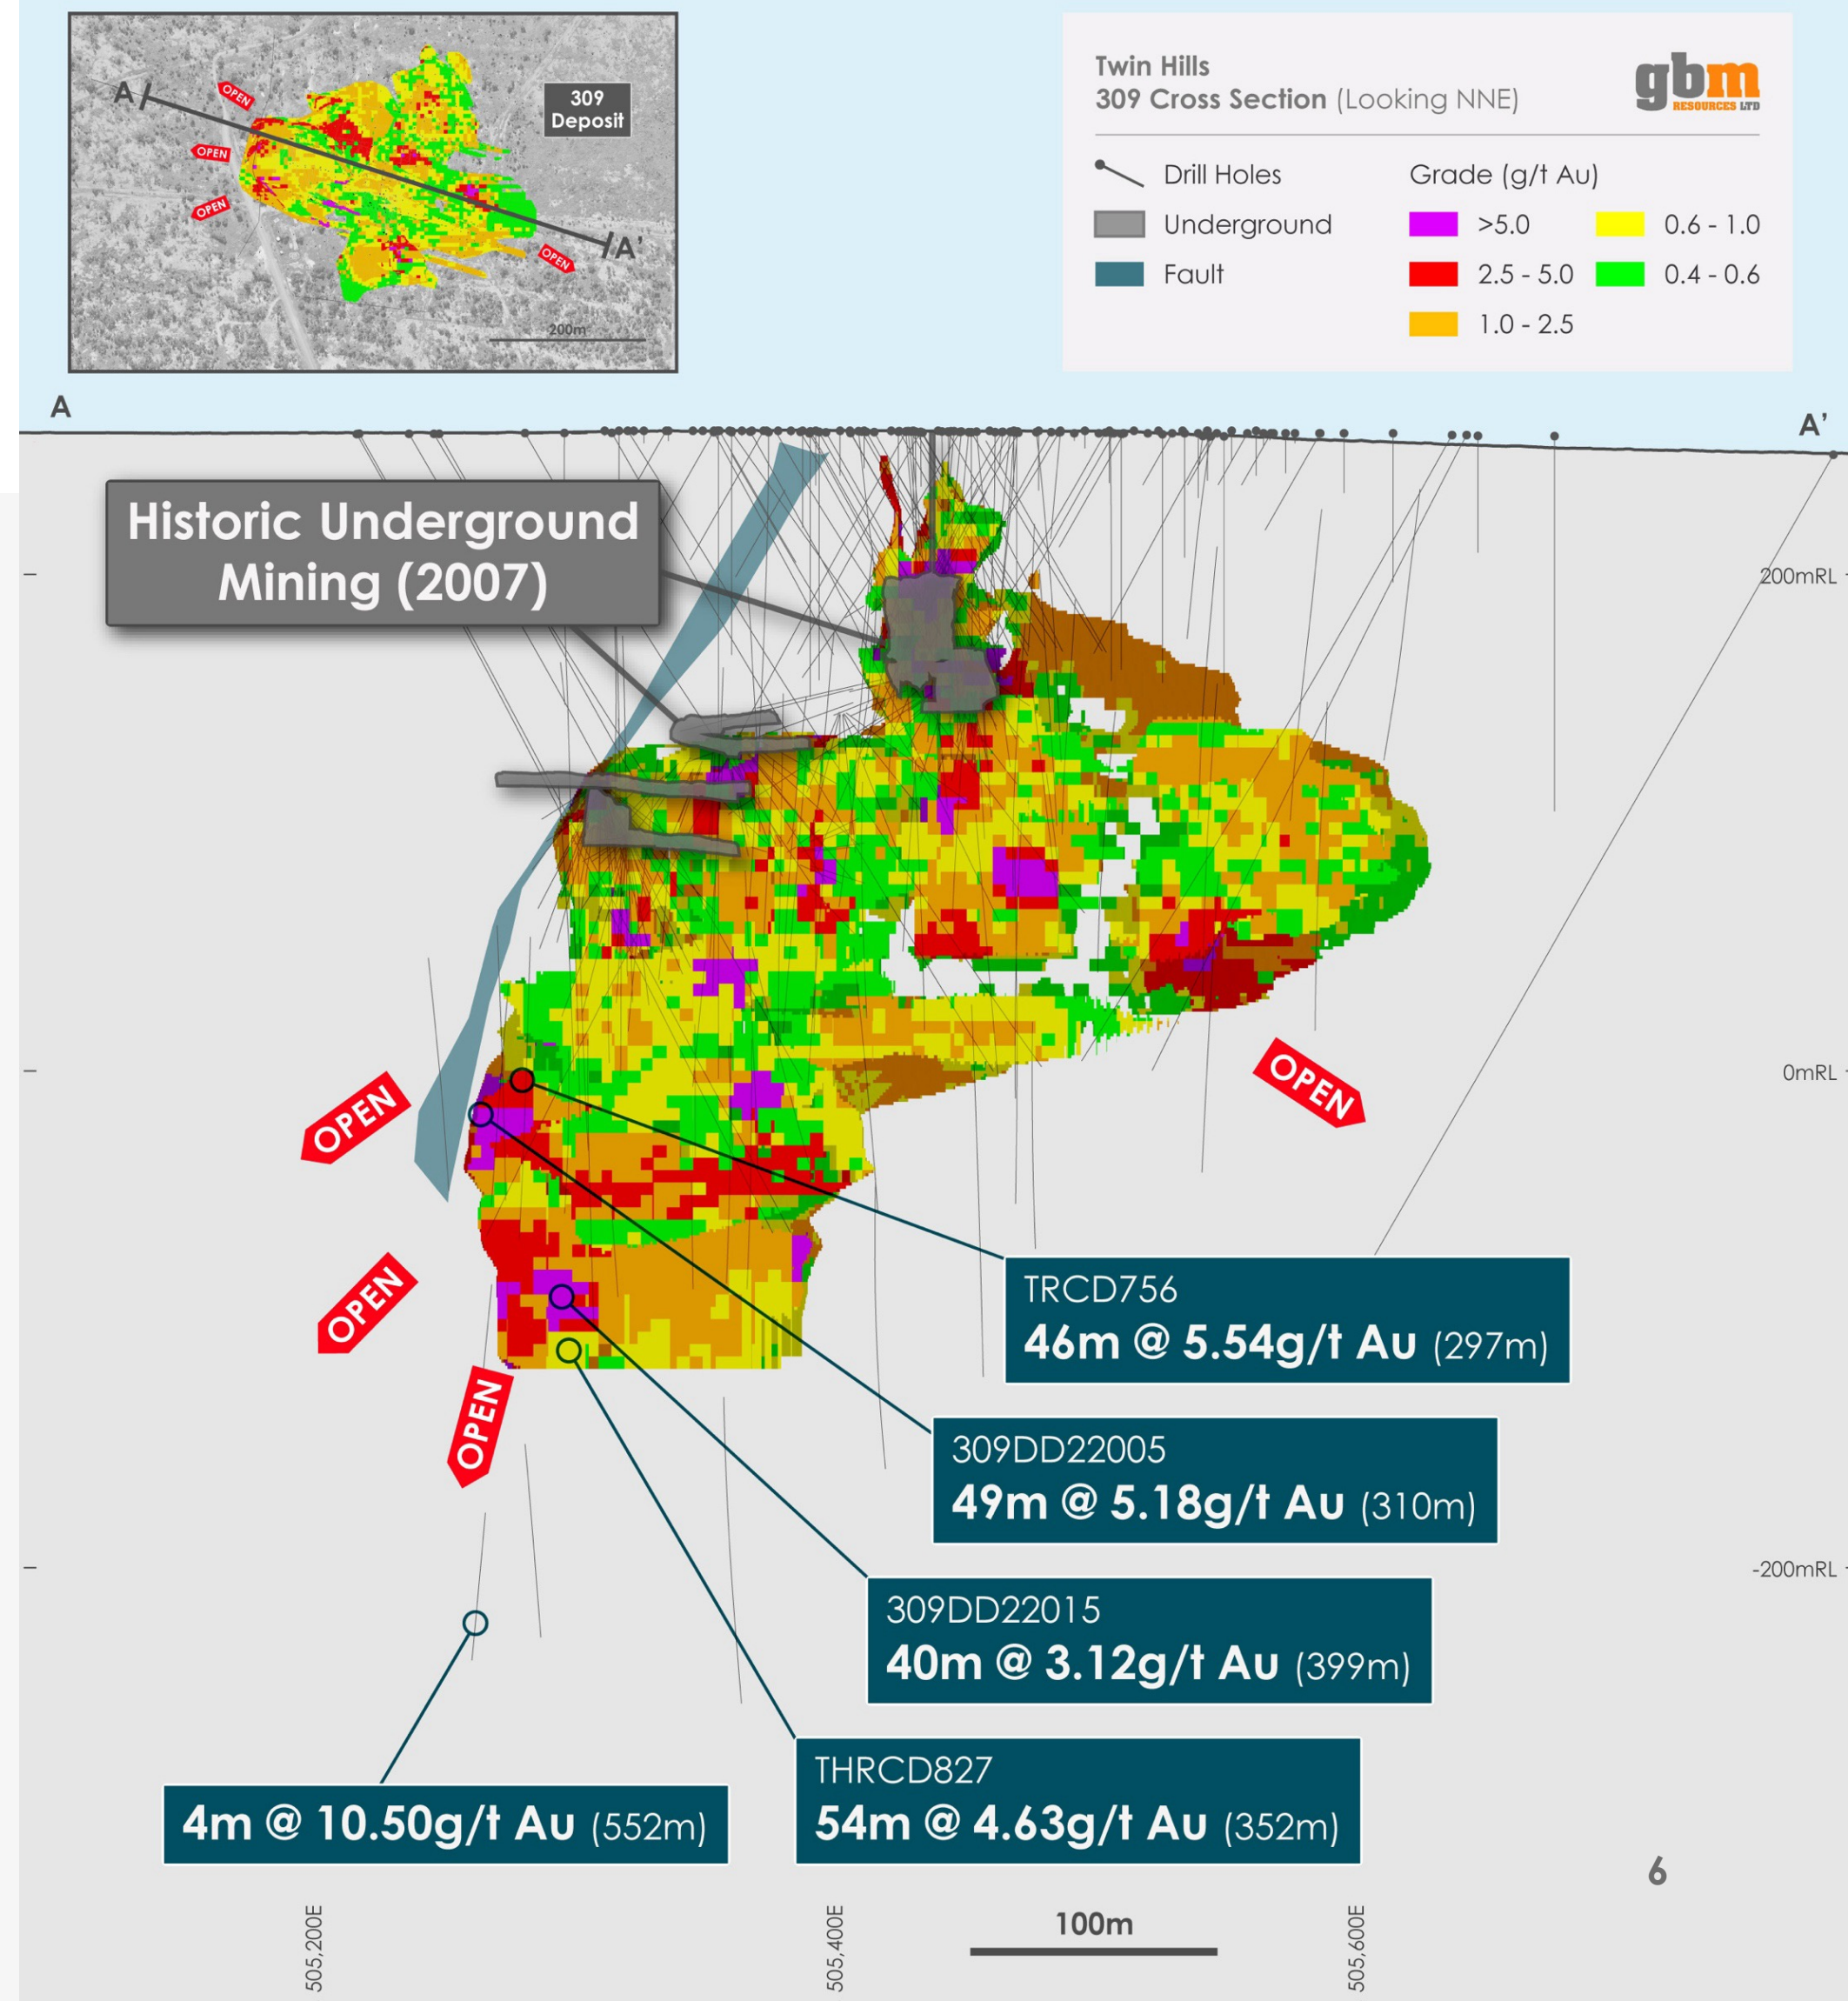 A
OPEN
309
Deposit
OPEN
OPEN
A'
OPEN
200m
Twin Hills
309 Cross Section (Looking NNE)
gbm
RESOURCES LTD
Drill Holes
Underground
Fault
Grade (g/t Au)
>5.0
2.5 - 5.0
1.0 - 2.5
0.6 - 1.0
0.4 - 0.6
A
A'
Historic Underground
Mining (2007)
200mRL
0mRL
OPEN
OPEN
OPEN
OPEN
TRCD756
46m @ 5.54g/t Au (297m)
309DD22005
49m @ 5.18g/t Au (310m)
-200mRL
309DD22015
40m @ 3.12g/t Au (399m)
THRCD827
54m @ 4.63g/t Au (352m)
4m @ 10.50g/t Au (552m)
6
505,200E
505,400E
100m
505,600E